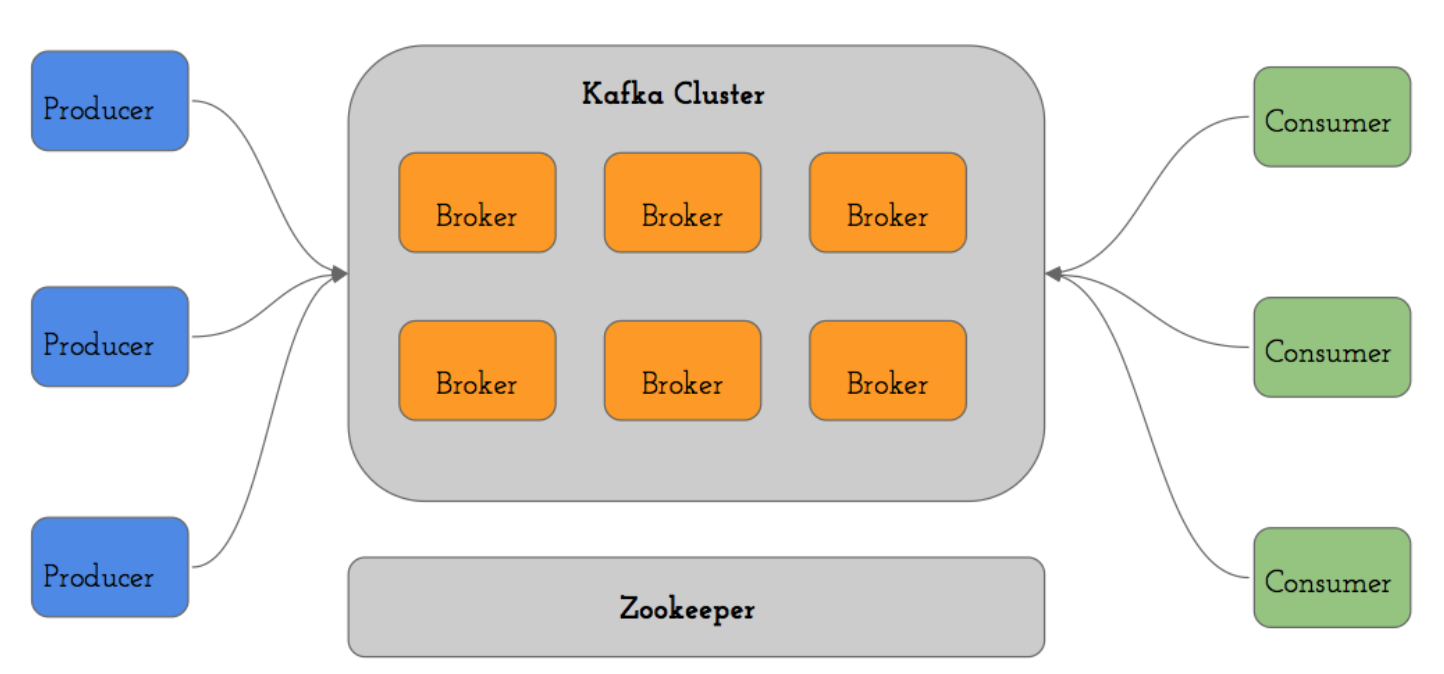 Kafka Cluster
Producer
Producer
Producer
Broker
Broker
Broker
Broker
Broker
Broker
Zookeeper
Consumer
Consumer
Consumer